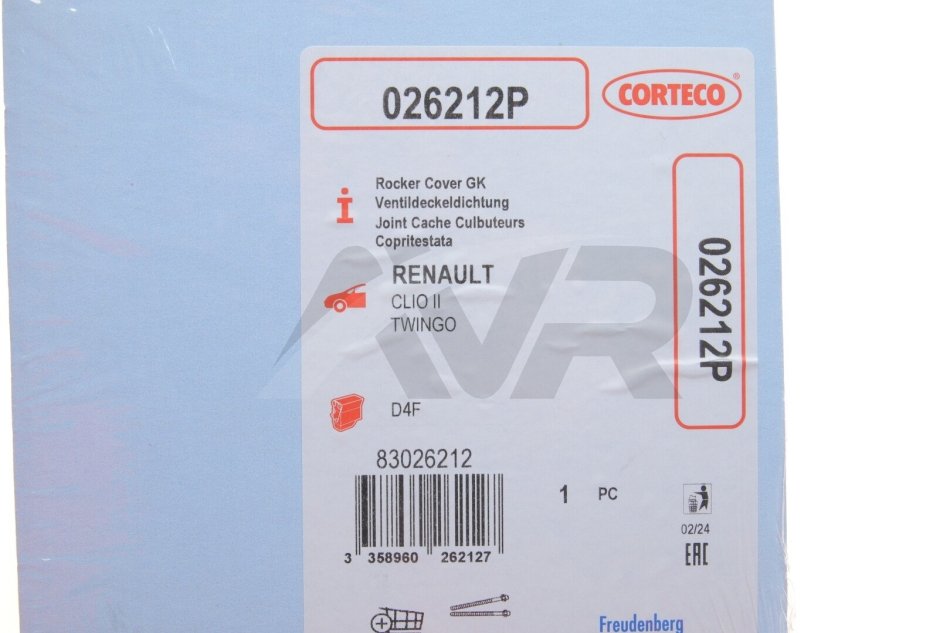 026212P
CORTECO®
Rocker Cover GK
Ventildeckeldichtung
Joint Cache Culbuteurs
Copritestata
026212P
AVR
RENAULT
CLIO II
TWINGO
D4F
83026212
1 PC
02/24
3 358960 262127
EAC
Freudenberg